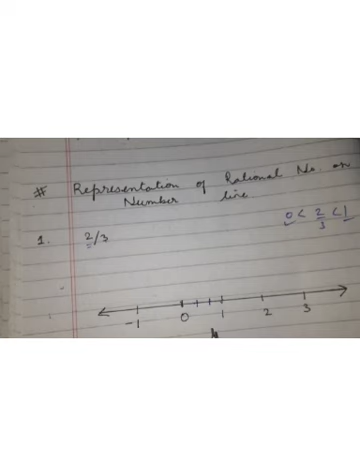 # Representation of Rational No. on
Number line
0 < 2/3 < 1
1. 2/3
-1 0 1 2 3